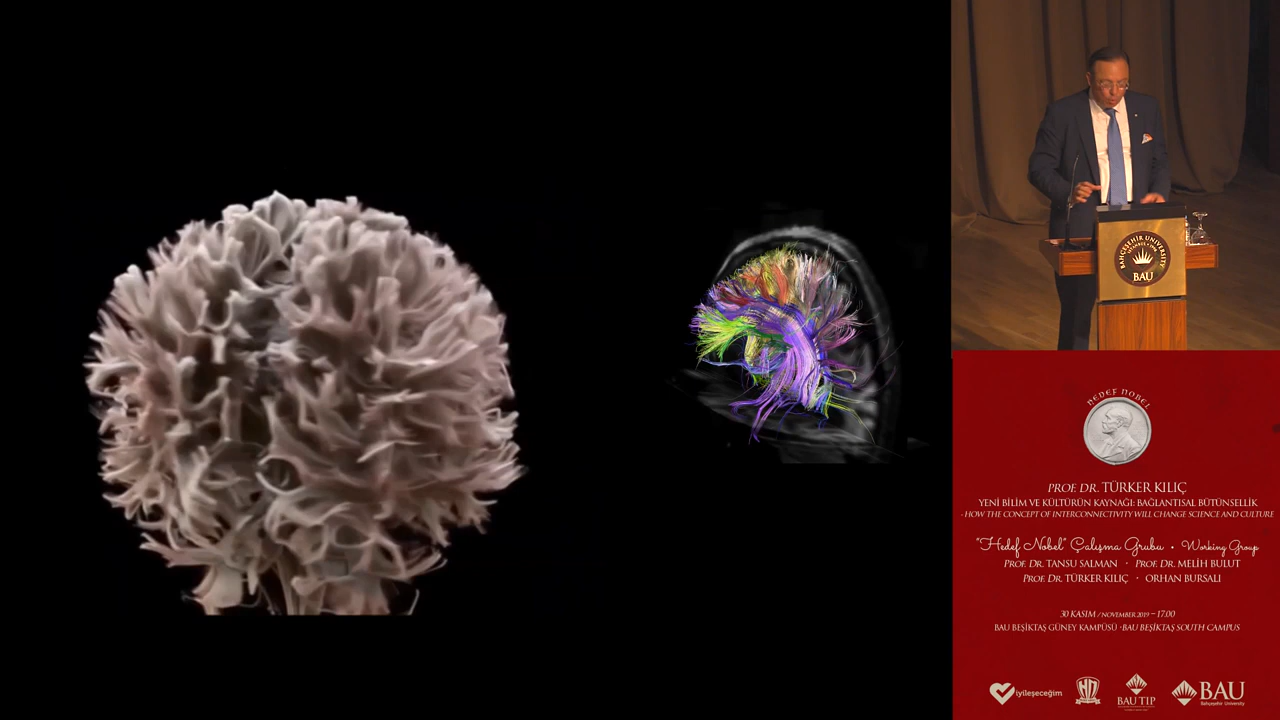 BAHÇEŞEHİR UNIVERSITY
BAU
HEDEF NOBEL
PROF. DR. TÜRKER KILIÇ
YENİ BİLİM VE KÜLTÜRÜN KAYNAĞI: BAĞLANTISAL BÜTÜNSELLİK
- HOW THE CONCEPT OF INTERCONNECTIVITY WILL CHANGE SCIENCE AND CULTURE
"Hedef Nobel" Çalışma Grubu • Working Group
PROF. DR. TANSU SALMAN • PROF. DR. MELİH BULUT
PROF. DR. TÜRKER KILIÇ • ORHAN BURSALI
30 KASIM / NOVEMBER 2019 – 17.00
BAU BEŞİKTAŞ GÜNEY KAMPÜSÜ · BAU BEŞİKTAŞ SOUTH CAMPUS
iyileşeceğim
BAU TIP
BAU
Bahçeşehir University